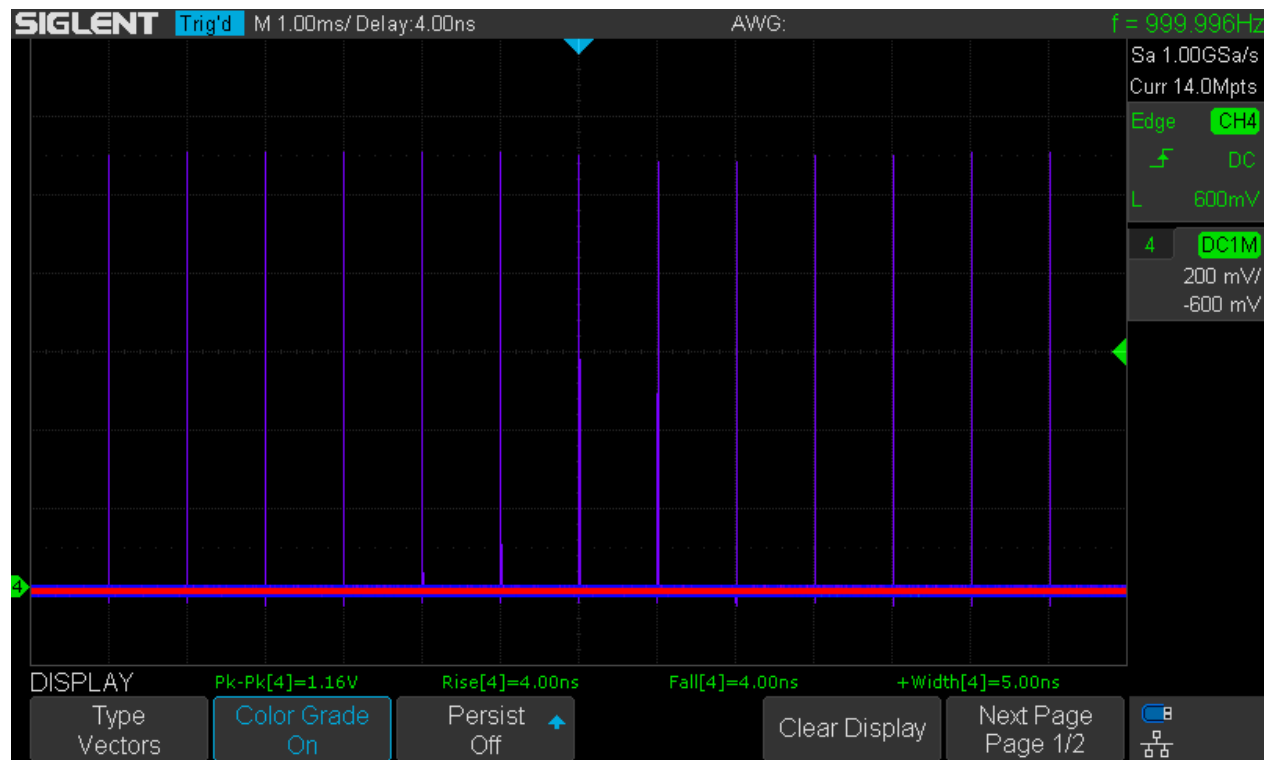 SIGLENT Trig'd M 1.00ms/ Delay:4.00ns AWG: f = 999.996Hz
Sa 1.00GSa/s
Curr 14.0Mpts
Edge CH4
DC
L 600mV
4 DC1M
200 mV/
-600 mV
4
DISPLAY Pk-Pk[4]=1.16V Rise[4]=4.00ns Fall[4]=4.00ns +Width[4]=5.00ns
Type Color Grade Persist Clear Display Next Page
Vectors On Off Page 1/2